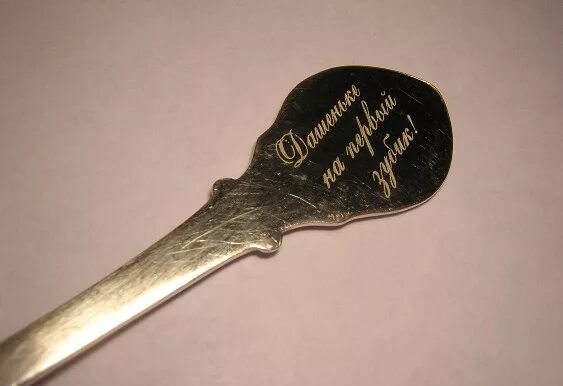 Дашеньке
на первый
зубик!